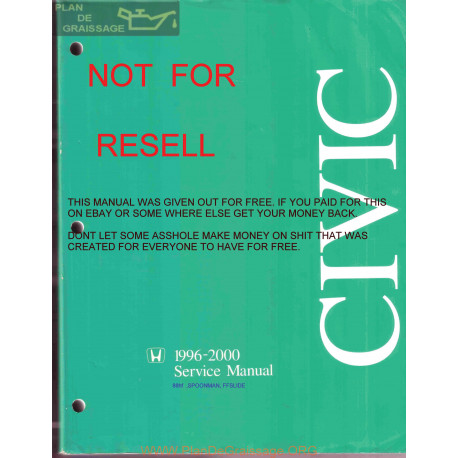 PLAN
DE
GRAISSAGE
NOT FOR
RESELL
THIS MANUAL WAS GIVEN OUT FOR FREE. IF YOU PAID FOR THIS
ON EBAY OR SOME WHERE ELSE GET YOUR MONEY BACK.
DONT LET SOME ASSHOLE MAKE MONEY ON SHIT THAT WAS
CREATED FOR EVERYONE TO HAVE FOR FREE.
CIVIC
1996-2000
Service Manual
SPOONMAN, FFSLIDE